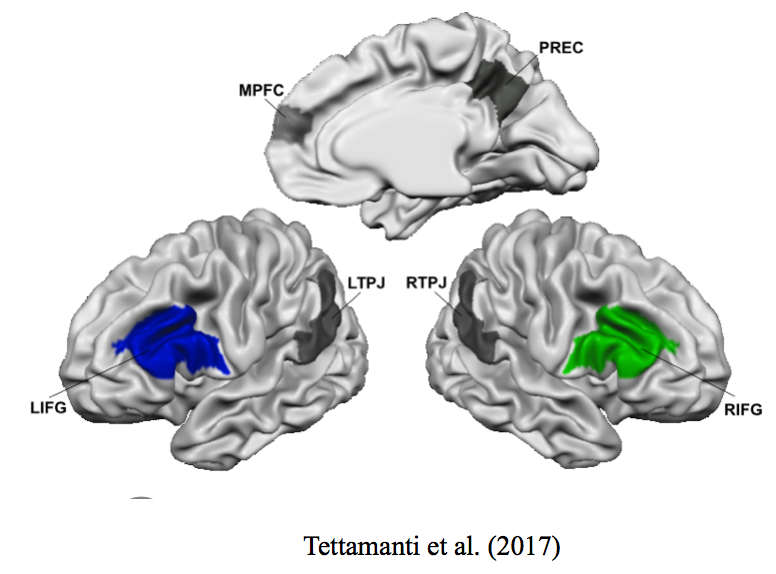 PREC
MPFC
LTPJ RTPJ
LIFG
RIFG
Tettamanti et al. (2017)